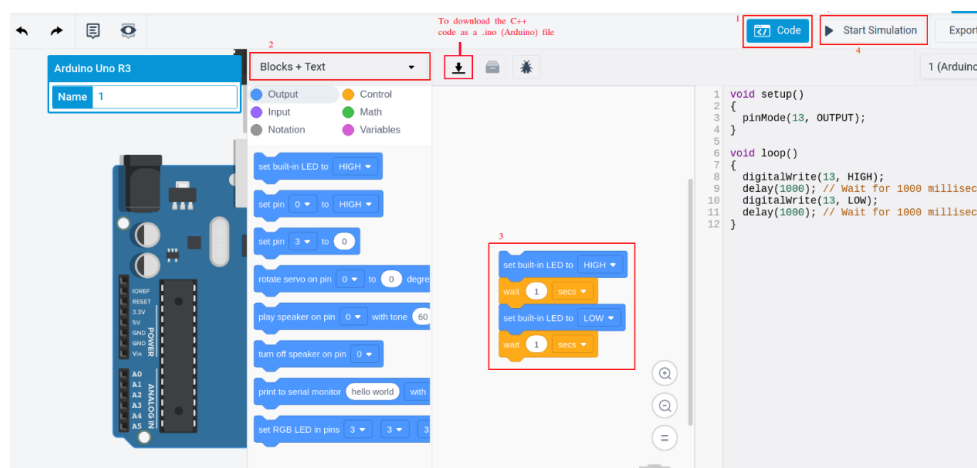 To download the C++
code as a .ino (Arduino) file
1
Code
Start Simulation
Export
4
Arduino Uno R3
Name 1
2
Blocks + Text
1 (Arduino
Output
Control
Input
Math
Notation
Variables
set built-in LED to HIGH
set pin 0 to HIGH
set pin 3 to 0
rotate servo on pin 0 to 0 degre
play speaker on pin 0 with tone 60
turn off speaker on pin 0
print to serial monitor hello world with
set RGB LED in pins 3 3 3
3
set built-in LED to HIGH
wait 1 secs
set built-in LED to LOW
wait 1 secs
1 void setup()
2 {
3 pinMode(13, OUTPUT);
4 }
5
6 void loop()
7 {
8 digitalWrite(13, HIGH);
9 delay(1000); // Wait for 1000 millisec
10 digitalWrite(13, LOW);
11 delay(1000); // Wait for 1000 millisec
12 }
IOREF
RESET
3.3V
5V
GND
GND
Vin
POWER
A0
A1
A2
A3
A4
A5
ANALOG IN